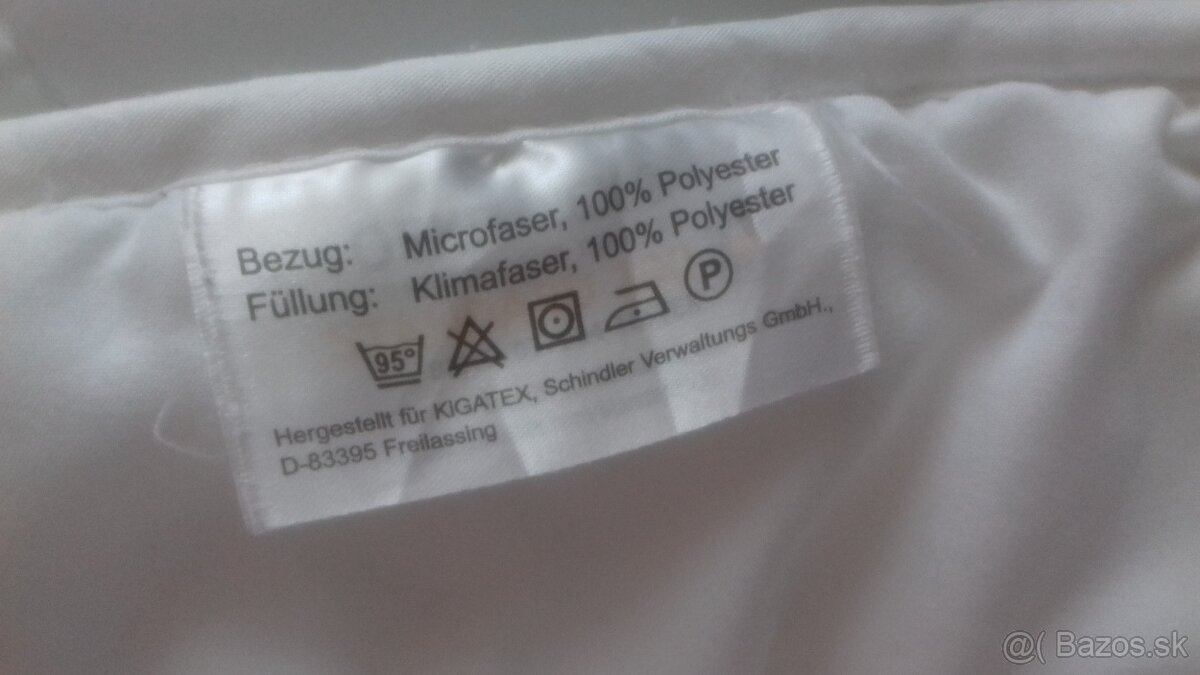 Bezug: Microfaser, 100% Polyester
Füllung: Klimafaser, 100% Polyester
95° P
Hergestellt für KiGATEX, Schindler Verwaltungs GmbH.,
D-83395 Freilassing
@( Bazos.sk